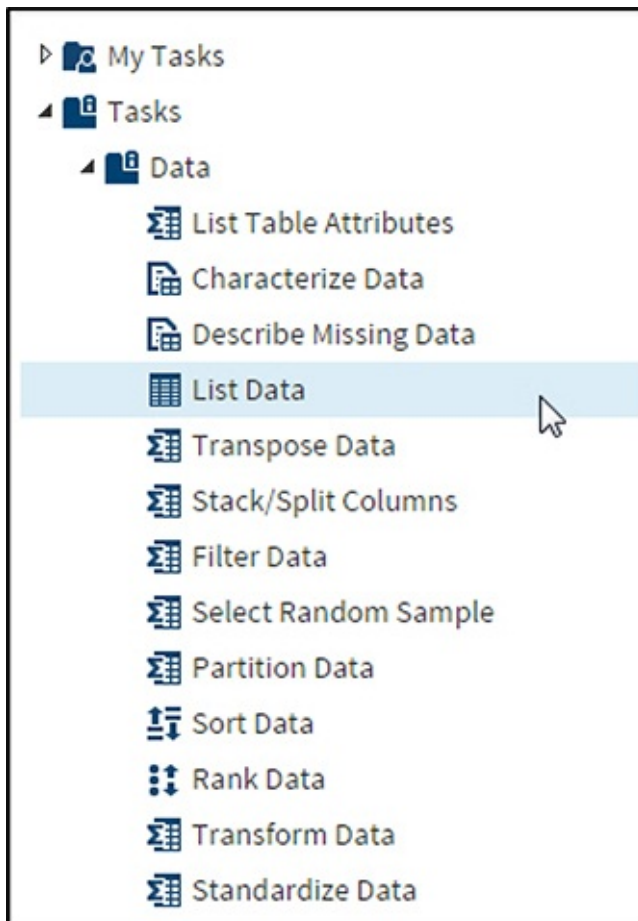 My Tasks
Tasks
Data
List Table Attributes
Characterize Data
Describe Missing Data
List Data
Transpose Data
Stack/Split Columns
Filter Data
Select Random Sample
Partition Data
Sort Data
Rank Data
Transform Data
Standardize Data